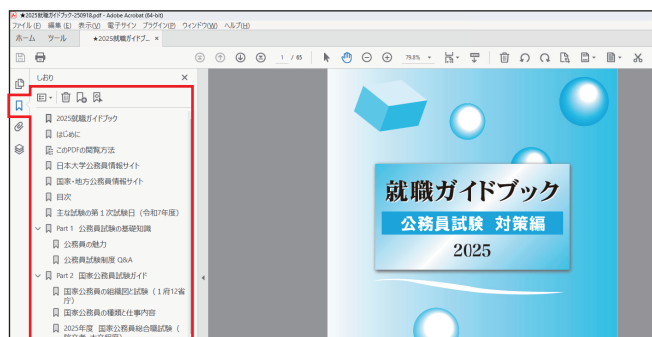 ★2025就職ガイドブック-250918.pdf - Adobe Acrobat (64-bit)
ファイル(F) 編集(E) 表示(V) 電子サイン プラグイン(P) ウィンドウ(W) ヘルプ(H)
ホーム ツール ★2025就職ガイドブ... ×
1 / 65 79.8%
しおり ×
2025就職ガイドブック
はじめに
このPDFの閲覧方法
日本大学公務員情報サイト
国家・地方公務員情報サイト
目次
主な試験の第1次試験日(令和7年度)
Part 1 公務員試験の基礎知識
公務員の魅力
公務員試験制度 Q&A
Part 2 国家公務員試験ガイド
国家公務員の組織図と試験(1府12省
庁)
国家公務員の種類と仕事内容
2025年度 国家公務員総合職試験(
就職ガイドブック
公務員試験 対策編
2025